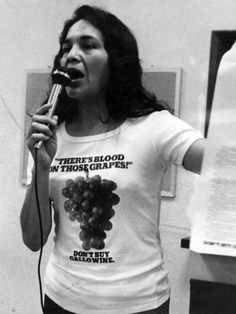 "THERE'S BLOOD
ON THOSE GRAPES!"
DON'T BUY
GALLO WINE.